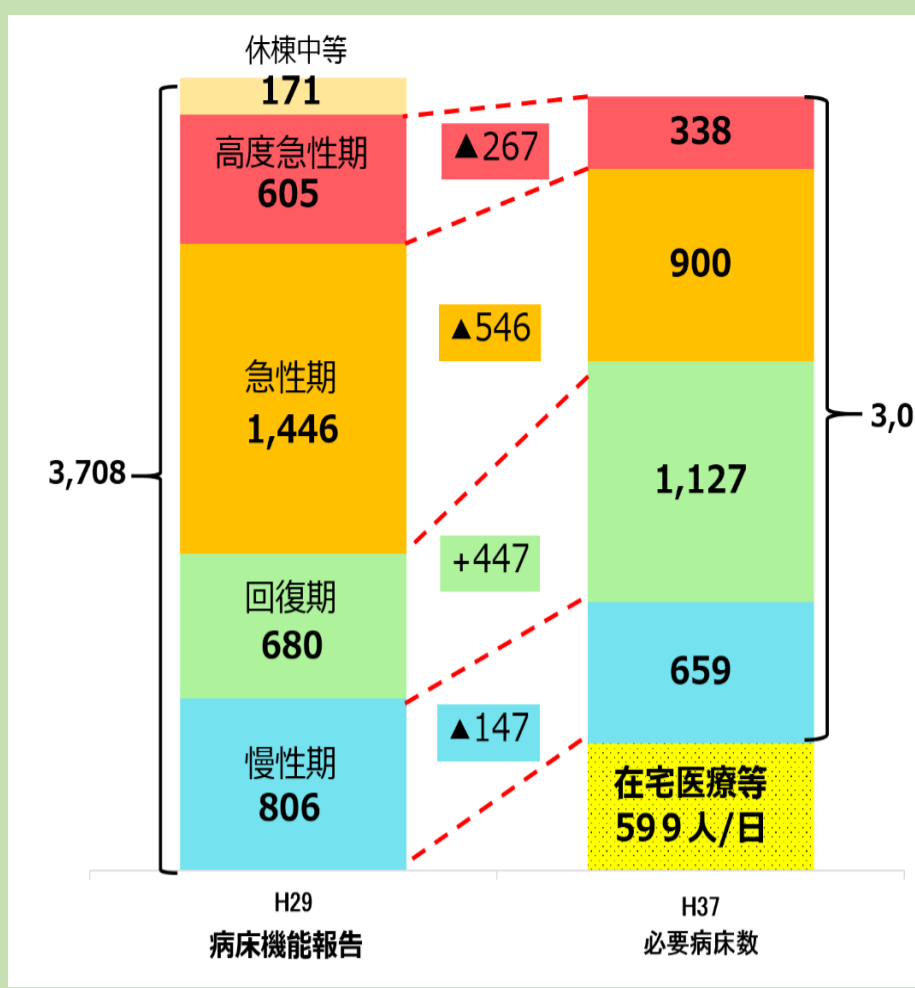 休棟中等
171
高度急性期
605
急性期
1,446
3,708
回復期
680
慢性期
806
▲267
▲546
+447
▲147
338
900
1,127
659
3,0
在宅医療等
599人/日
H29
病床機能報告
H37
必要病床数